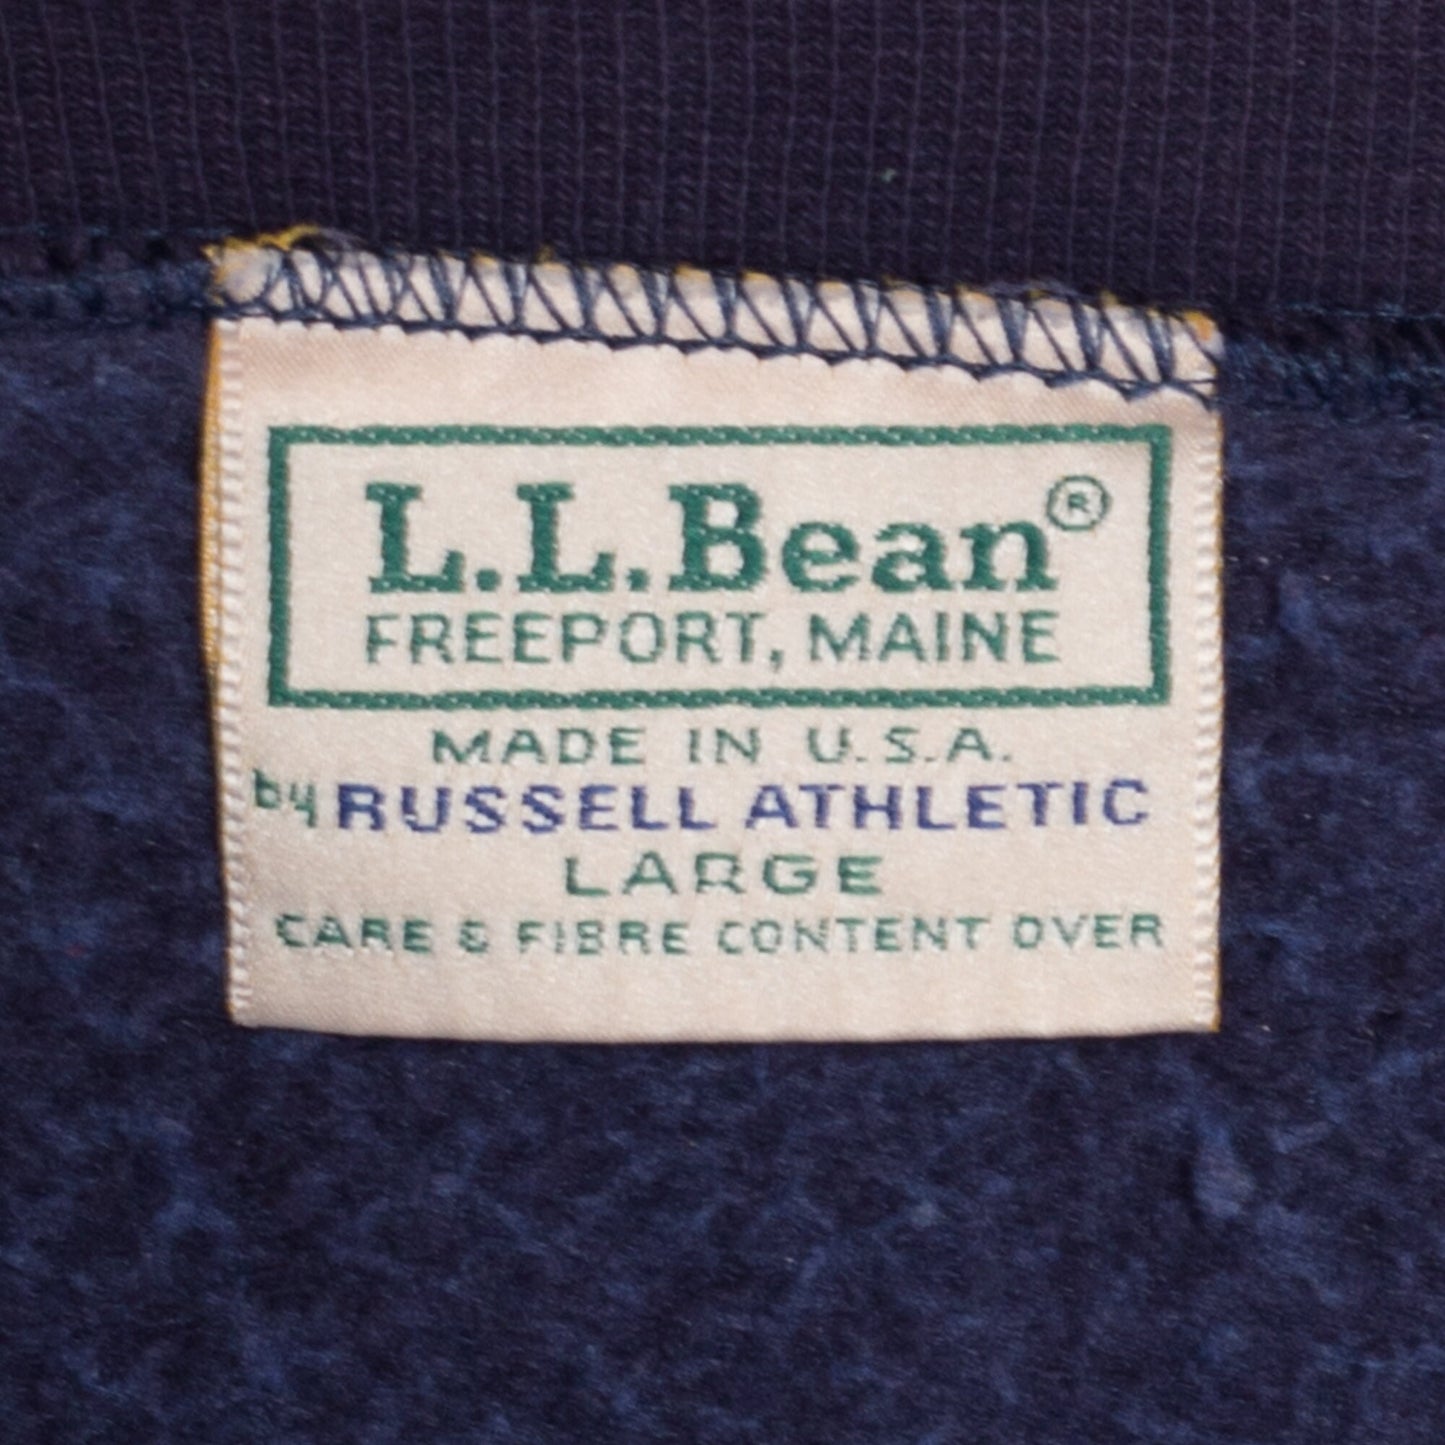 L.L.Bean®
FREEPORT, MAINE
MADE IN U.S.A.
by RUSSELL ATHLETIC
LARGE
CARE & FIBRE CONTENT OVER